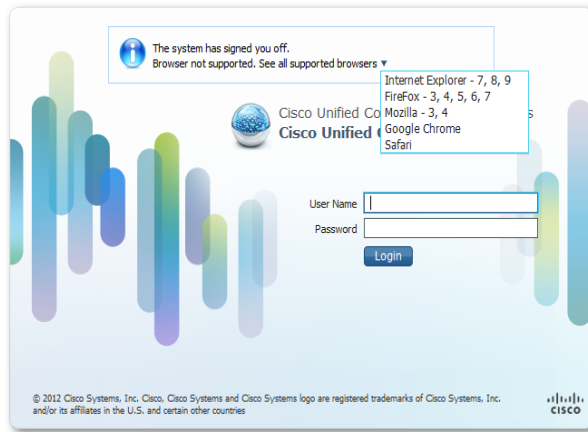 The system has signed you off.
Browser not supported. See all supported browsers ▼
Internet Explorer - 7, 8, 9
FireFox - 3, 4, 5, 6, 7
Mozilla - 3, 4
Google Chrome
Safari
Cisco Unified Co
Cisco Unified
User Name
Password
Login
© 2012 Cisco Systems, Inc. Cisco, Cisco Systems and Cisco Systems logo are registered trademarks of Cisco Systems, Inc.
and/or its affiliates in the U.S. and certain other countries
CISCO